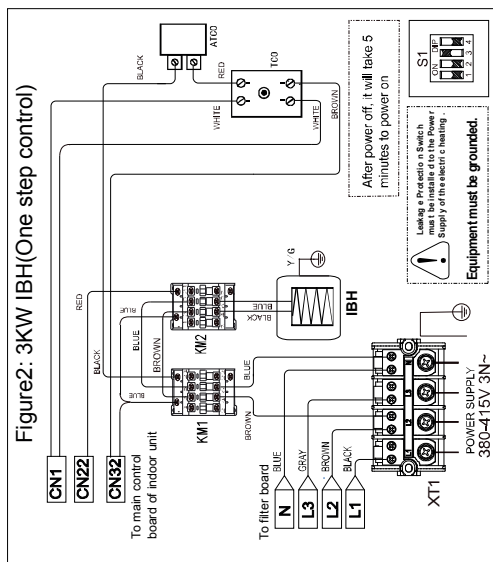 Figure2: 3KW IBH(One step control)
CN1
CN22
CN32
To main control
board of indoor unit
RED
BLACK
BLUE
BLUE
BROWN
KM1
KM2
BLUE
BROWN
BLACK
BLUE
Y/G
IBH
To filter board
N
L3
L2
L1
BLUE
GRAY
BROWN
BLACK
L1
L2
L3
N
XT1
POWER SUPPLY
380-415V 3N~
BLACK
RED
ATCO
WHITE
WHITE
TCO
BROWN
After power off, it will take 5
minutes to power on
Leakage Protection Switch
must be installed to the Power
Supply of the electric heating.
Equipment must be grounded.
S1
ON DIP
1 2 3 4